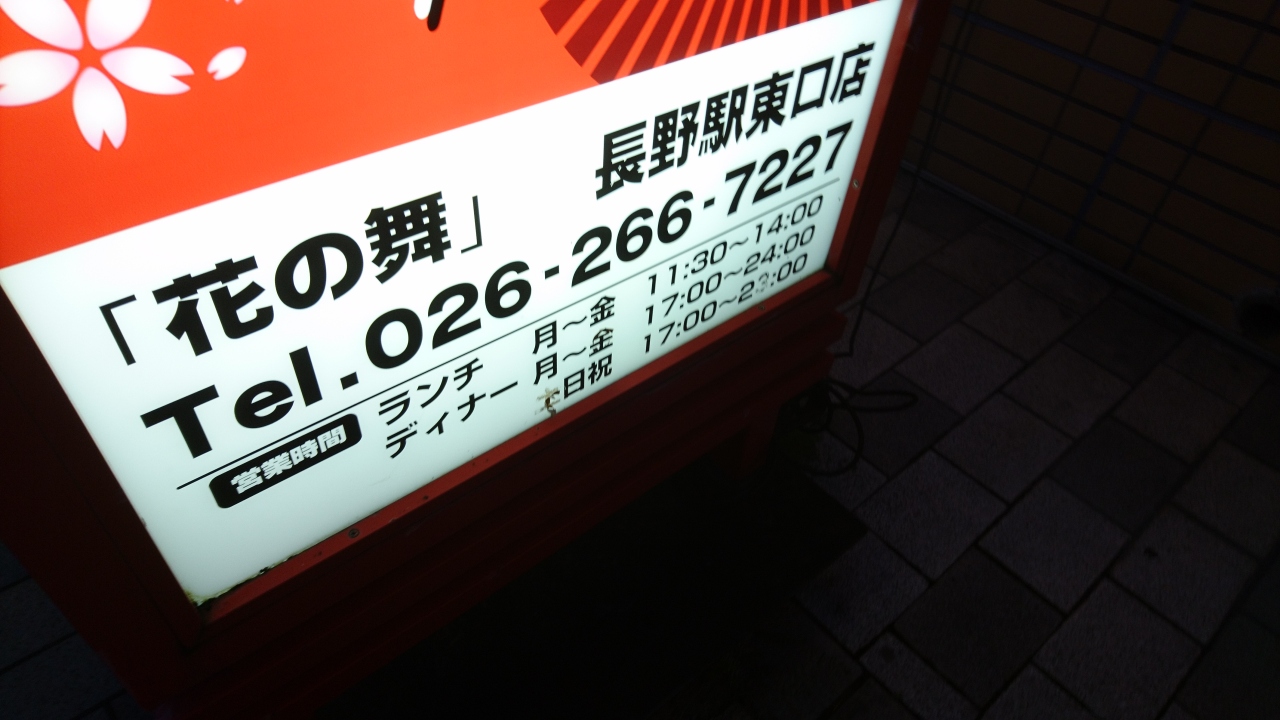 「花の舞」 長野駅東口店
Tel.026-266-7227
営業時間 ランチ 月〜金 11:30〜14:00
ディナー 月〜金 17:00〜24:00
土日祝 17:00〜23:00